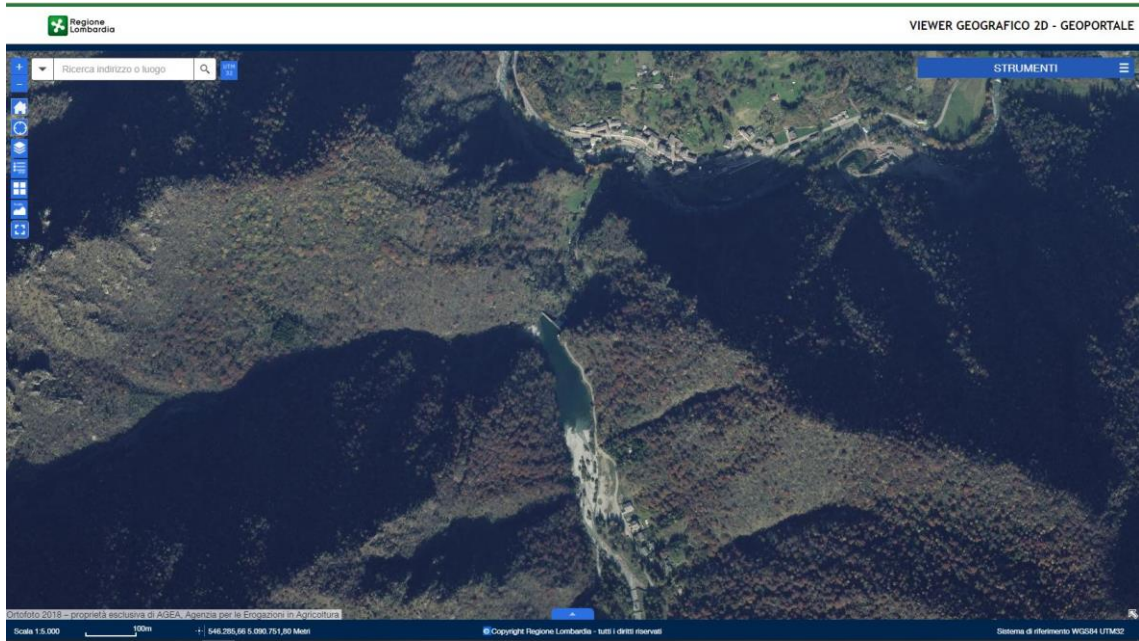 Regione
Lombardia
VIEWER GEOGRAFICO 2D - GEOPORTALE
+
Ricerca indirizzo o luogo
UTM
32
STRUMENTI
−
Ortofoto 2018 – proprietà esclusiva di AGEA, Agenzia per le Erogazioni in Agricoltura
Scala 1:5.000
100m
546.265,66 5.090.751,80 Metri
© Copyright Regione Lombardia - tutti i diritti riservati
Sistema di riferimento WGS84 UTM32